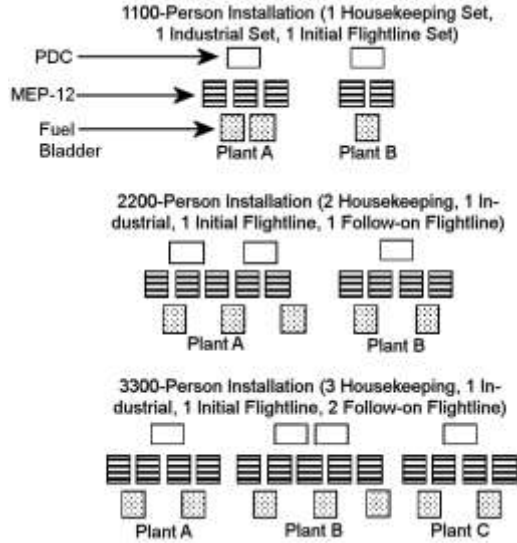 1100-Person Installation (1 Housekeeping Set,
1 Industrial Set, 1 Initial Flightline Set)
PDC
MEP-12
Fuel
Bladder
Plant A
Plant B
2200-Person Installation (2 Housekeeping, 1 In-
dustrial, 1 Initial Flightline, 1 Follow-on Flightline)
Plant A
Plant B
3300-Person Installation (3 Housekeeping, 1 In-
dustrial, 1 Initial Flightline, 2 Follow-on Flightline)
Plant A
Plant B
Plant C